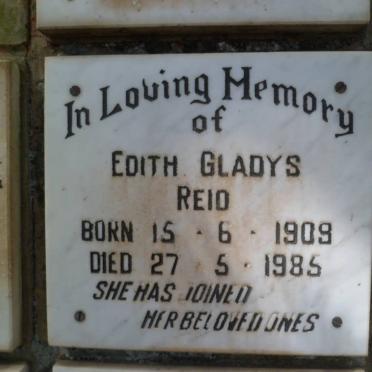 In Loving Memory
of
EDITH GLADYS
REID
BORN 15 · 6 · 1909
DIED 27 5 · 1985
SHE HAS JOINED
HER BELOVED ONES